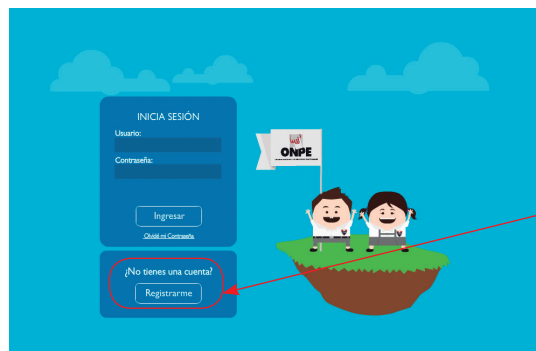 INICIA SESIÓN
Usuario:
Contraseña:
Ingresar
Olvidé mi Contraseña
¿No tienes una cuenta?
Registrarme
ONPE